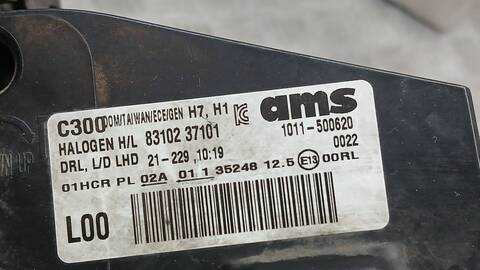 C300 DOM/TAIWAN/ECE/GEN H7, H1 ams
HALOGEN H/L 83102 37101 1011-500620
DRL, L/D LHD 21-229 ,10:19 0022
01HCR PL 02A 01 1 35248 12.5 E13 00RL
L00